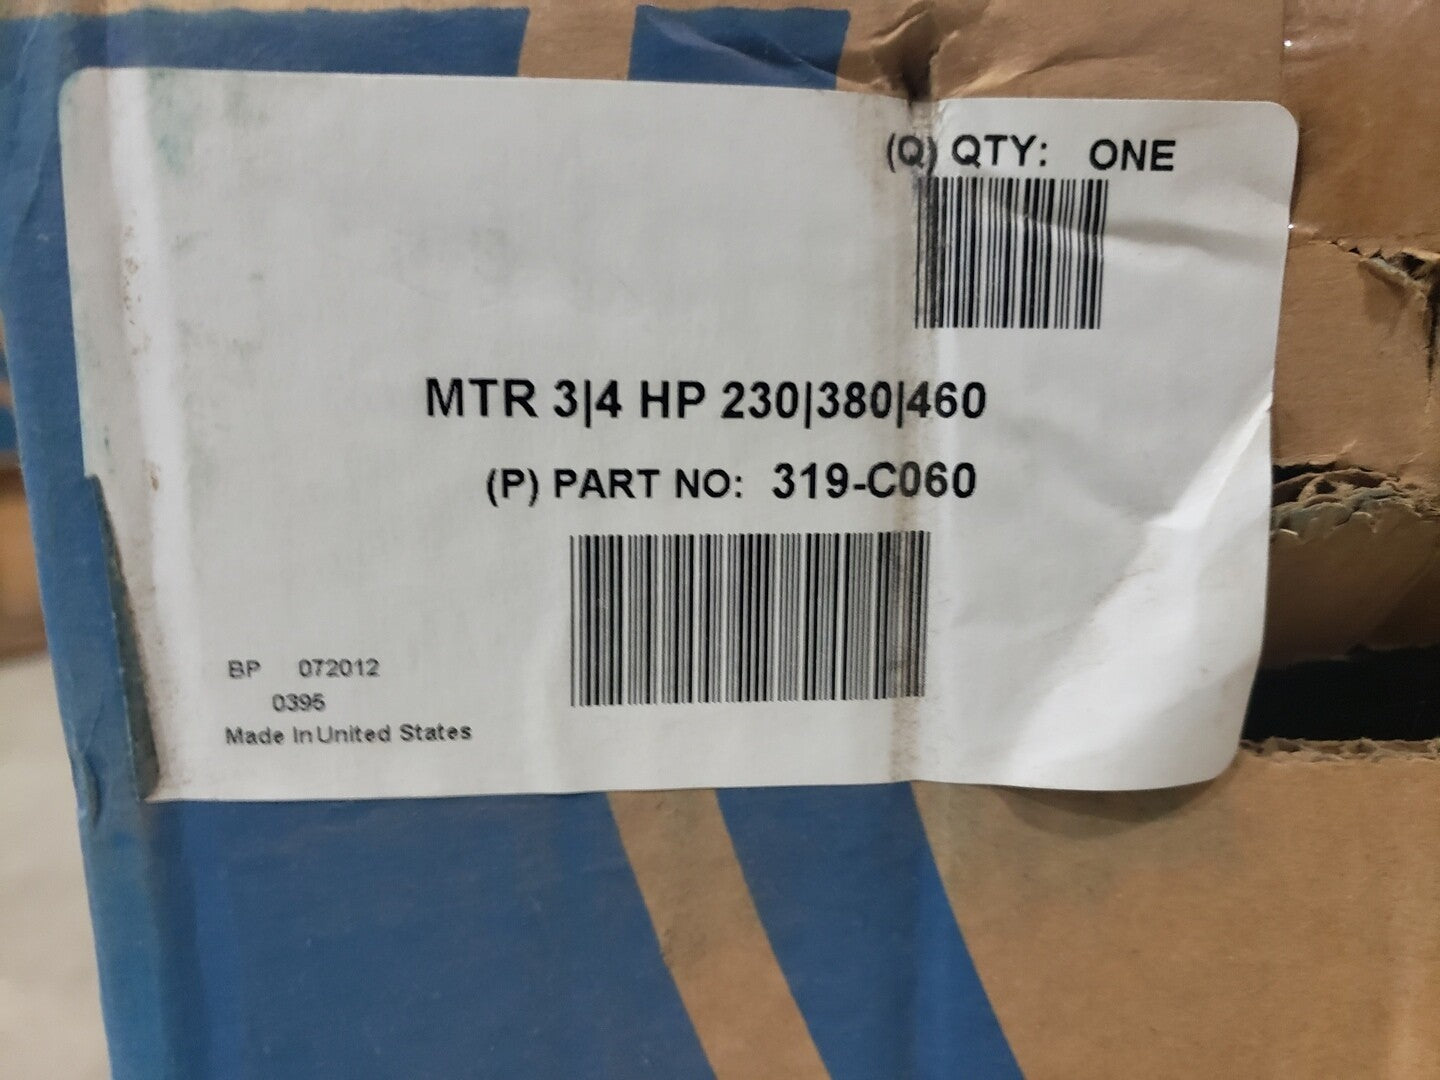 (Q) QTY: ONE
MTR 3|4 HP 230|380|460
(P) PART NO: 319-C060
BP 072012
0395
Made In United States